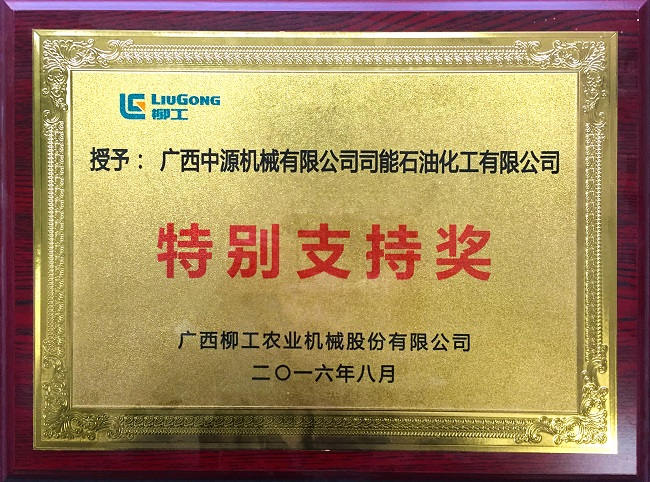 LIUGONG
柳工
授予： 广西中源机械有限公司司能石油化工有限公司
特别支持奖
广西柳工农业机械股份有限公司
二〇一六年八月